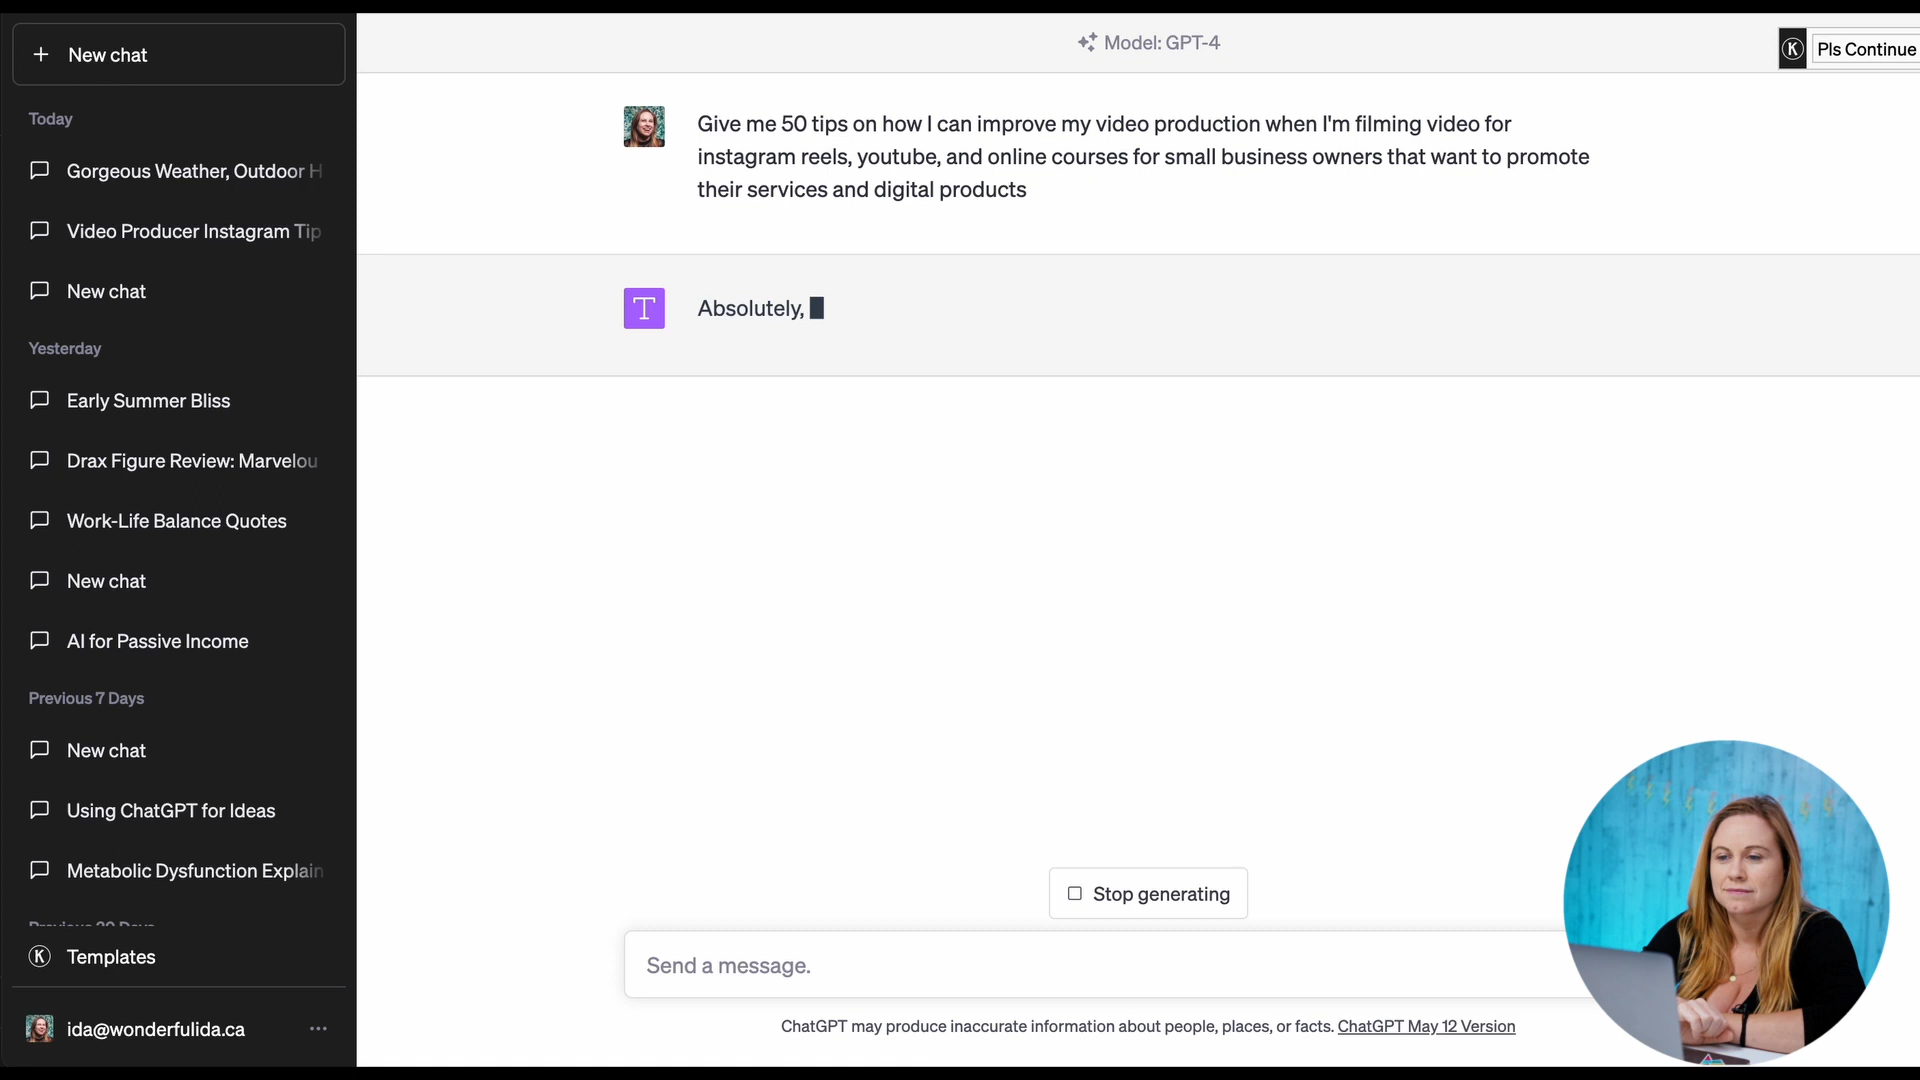 New chat
Today
Gorgeous Weather, Outdoor H
Video Producer Instagram Tip
New chat
Yesterday
Early Summer Bliss
Drax Figure Review: Marvelou
Work-Life Balance Quotes
New chat
AI for Passive Income
Previous 7 Days
New chat
Using ChatGPT for Ideas
Metabolic Dysfunction Explain
Previous 30 Days
K Templates
ida@wonderfulida.ca
Model: GPT-4
K Pls Continue
Give me 50 tips on how I can improve my video production when I'm filming video for
instagram reels, youtube, and online courses for small business owners that want to promote
their services and digital products
T Absolutely,
Stop generating
Send a message.
ChatGPT may produce inaccurate information about people, places, or facts. ChatGPT May 12 Version